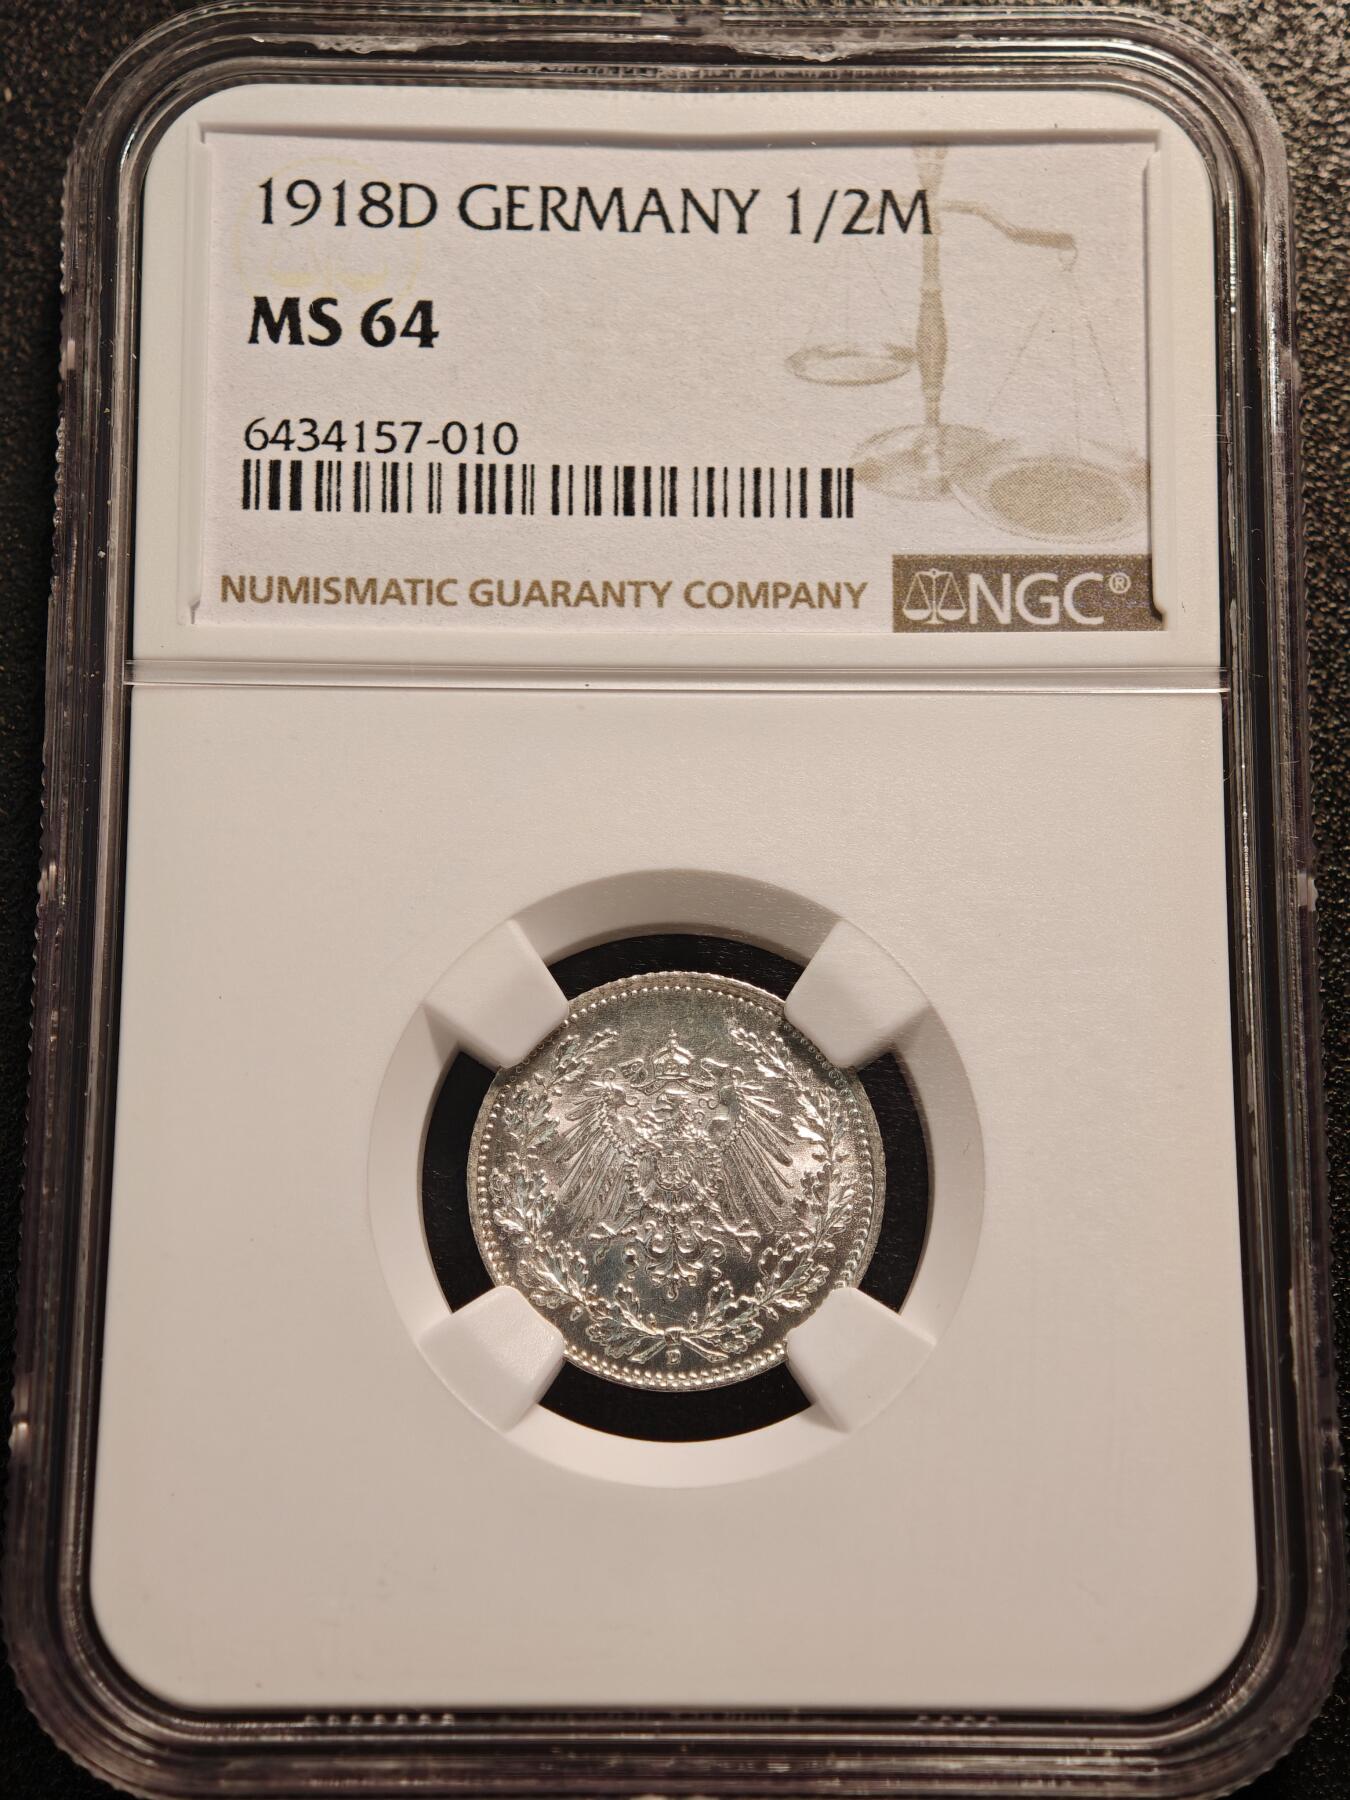 1918D GERMANY 1/2M
MS 64
6434157-010
NUMISMATIC GUARANTY COMPANY NGC®
D